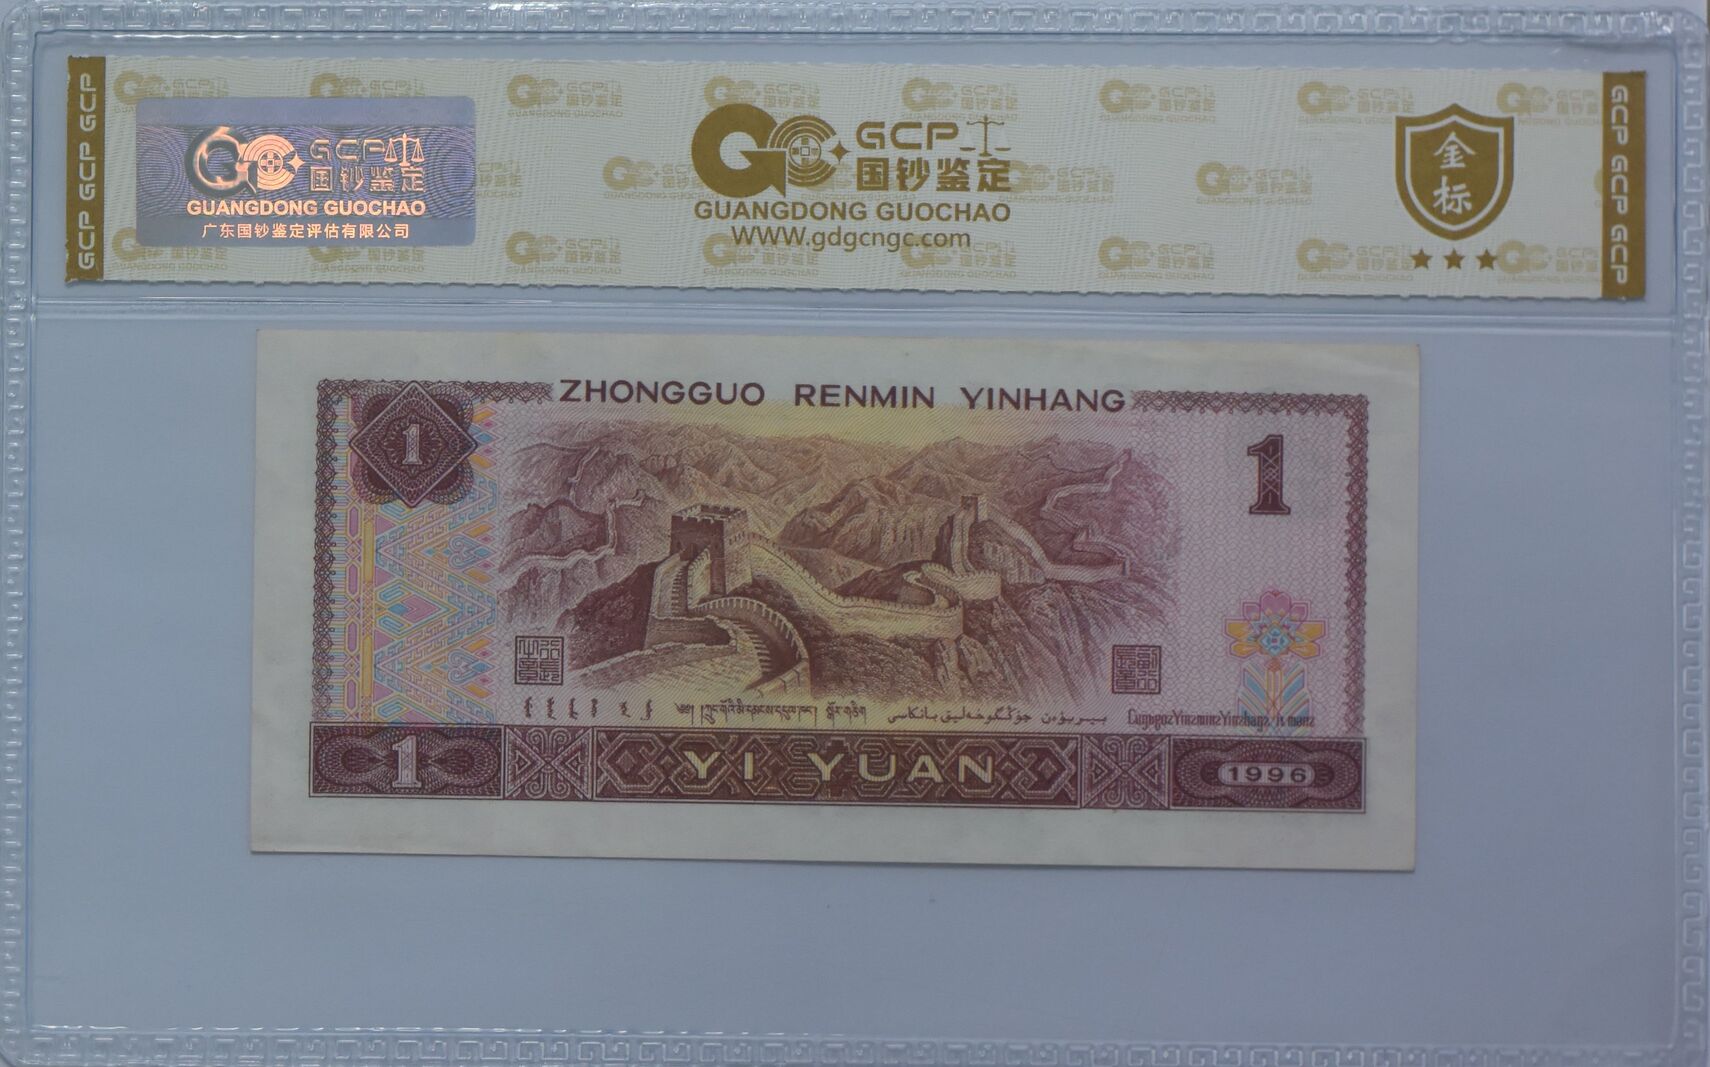 GCP GCP GCP
GCP
国钞鉴定
GUANGDONG GUOCHAO
广东国钞鉴定评估有限公司
GCP
国钞鉴定
GUANGDONG GUOCHAO
WWW.gdgcngc.com
金
标
GCP GCP GCP
ZHONGGUO RENMIN YINHANG
1
1
1
YI YUAN
1996